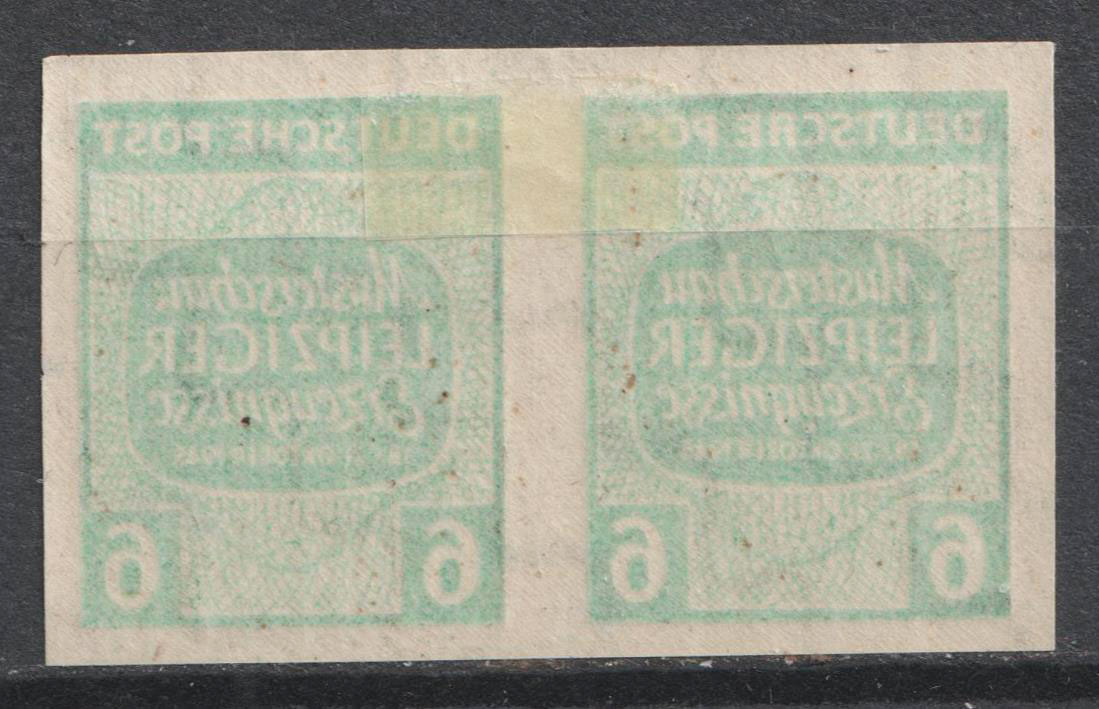 DEUTSCHE POST
Musterschau
LEIPZIGER
Erzeugnisse
6 6
DEUTSCHE POST
Musterschau
LEIPZIGER
Erzeugnisse
6 6